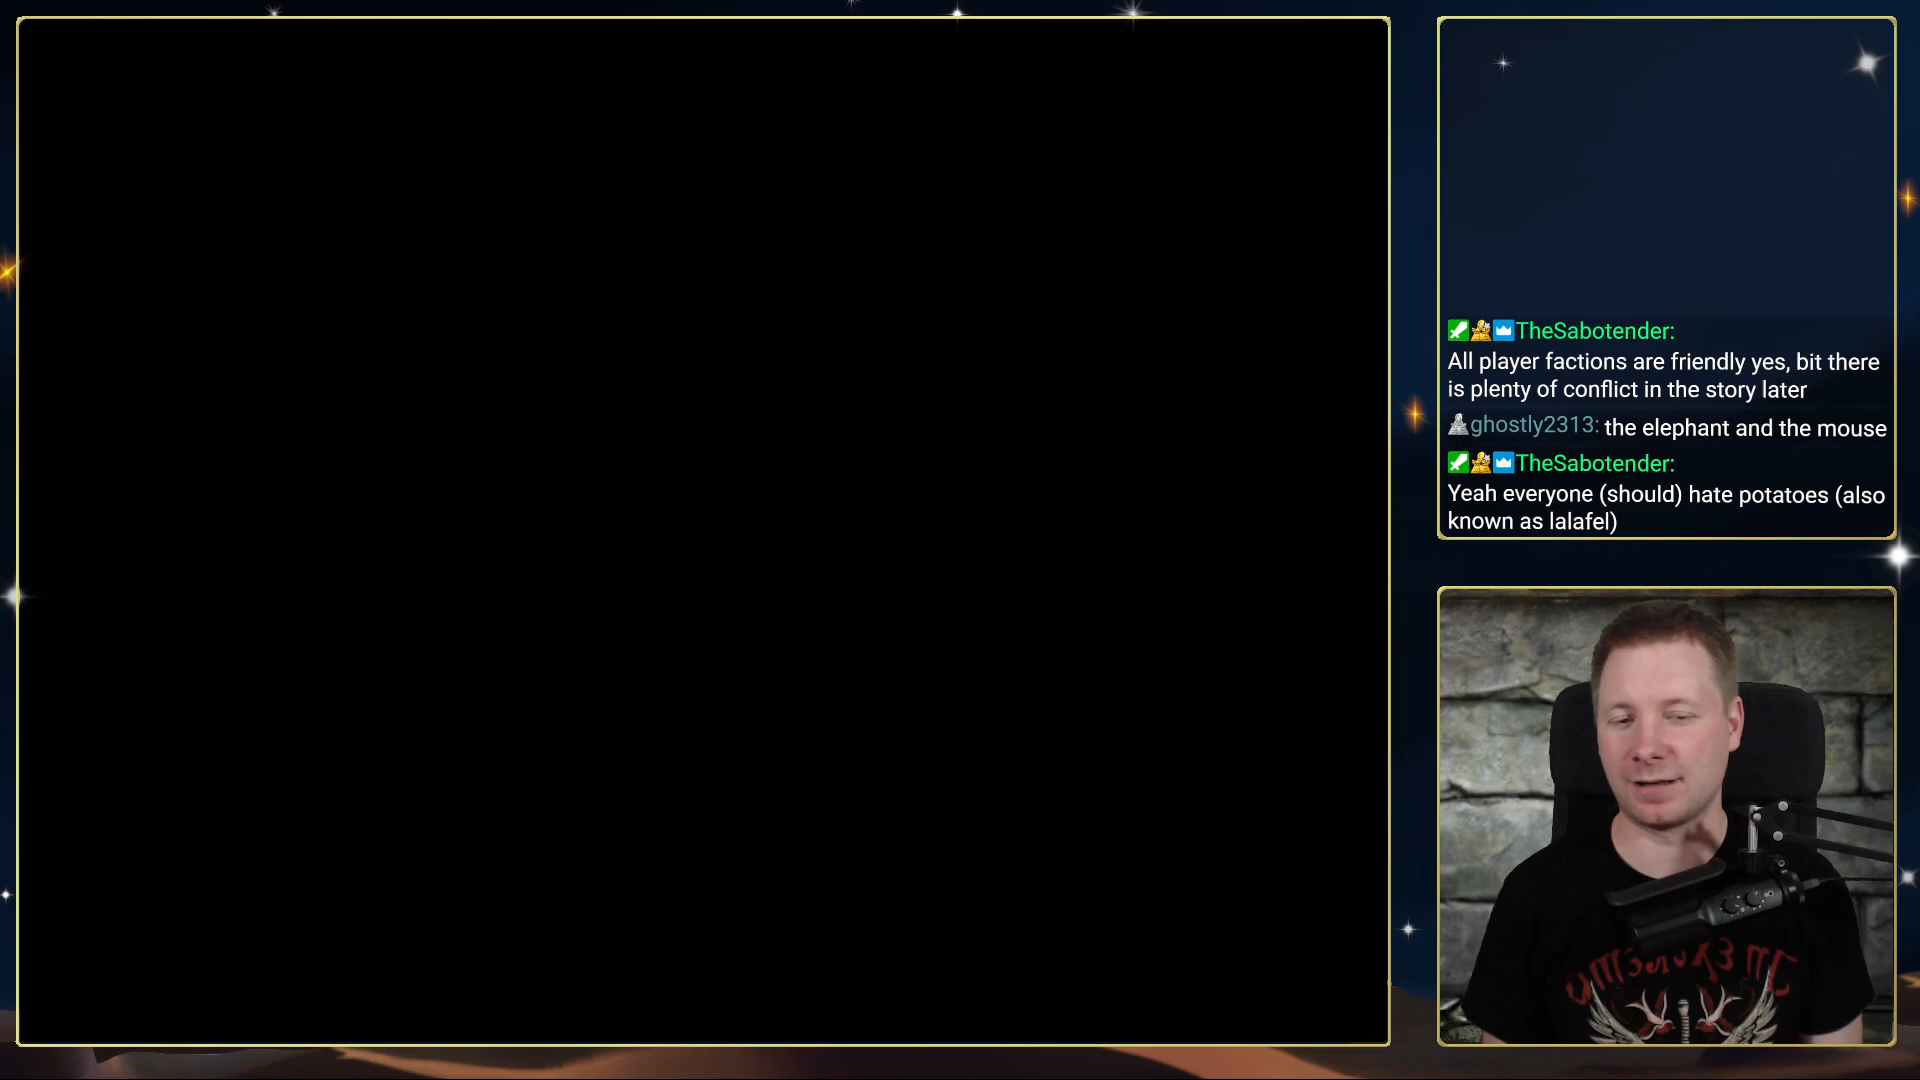 TheSabotender:
All player factions are friendly yes, bit there
is plenty of conflict in the story later
ghostly2313: the elephant and the mouse
TheSabotender:
Yeah everyone (should) hate potatoes (also
known as lalafel)